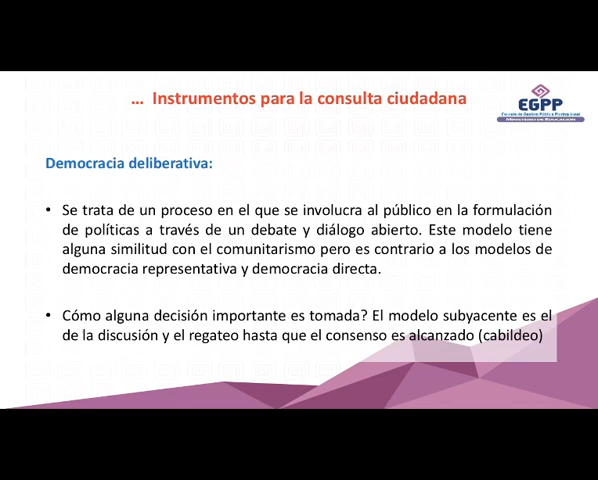 ... Instrumentos para la consulta ciudadana
EGPP
Escuela de Gestión Pública Plurinacional
MINISTERIO DE EDUCACIÓN
Democracia deliberativa:
• Se trata de un proceso en el que se involucra al público en la formulación
de políticas a través de un debate y diálogo abierto. Este modelo tiene
alguna similitud con el comunitarismo pero es contrario a los modelos de
democracia representativa y democracia directa.
• Cómo alguna decisión importante es tomada? El modelo subyacente es el
de la discusión y el regateo hasta que el consenso es alcanzado (cabildeo)